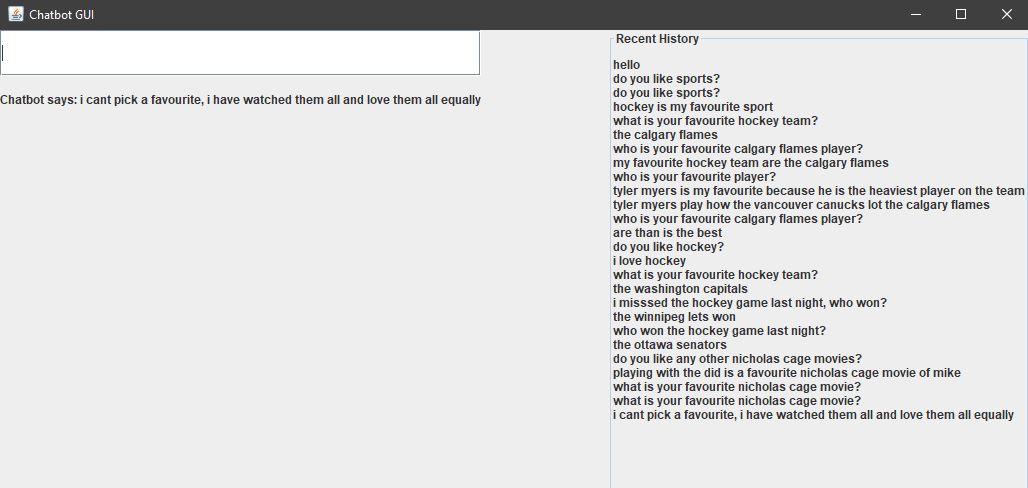 Chatbot GUI
Chatbot says: i cant pick a favourite, i have watched them all and love them all equally
Recent History
hello
do you like sports?
do you like sports?
hockey is my favourite sport
what is your favourite hockey team?
the calgary flames
who is your favourite calgary flames player?
my favourite hockey team are the calgary flames
who is your favourite player?
tyler myers is my favourite because he is the heaviest player on the team
tyler myers play how the vancouver canucks lot the calgary flames
who is your favourite calgary flames player?
are than is the best
do you like hockey?
i love hockey
what is your favourite hockey team?
the washington capitals
i misssed the hockey game last night, who won?
the winnipeg lets won
who won the hockey game last night?
the ottawa senators
do you like any other nicholas cage movies?
playing with the did is a favourite nicholas cage movie of mike
what is your favourite nicholas cage movie?
what is your favourite nicholas cage movie?
i cant pick a favourite, i have watched them all and love them all equally